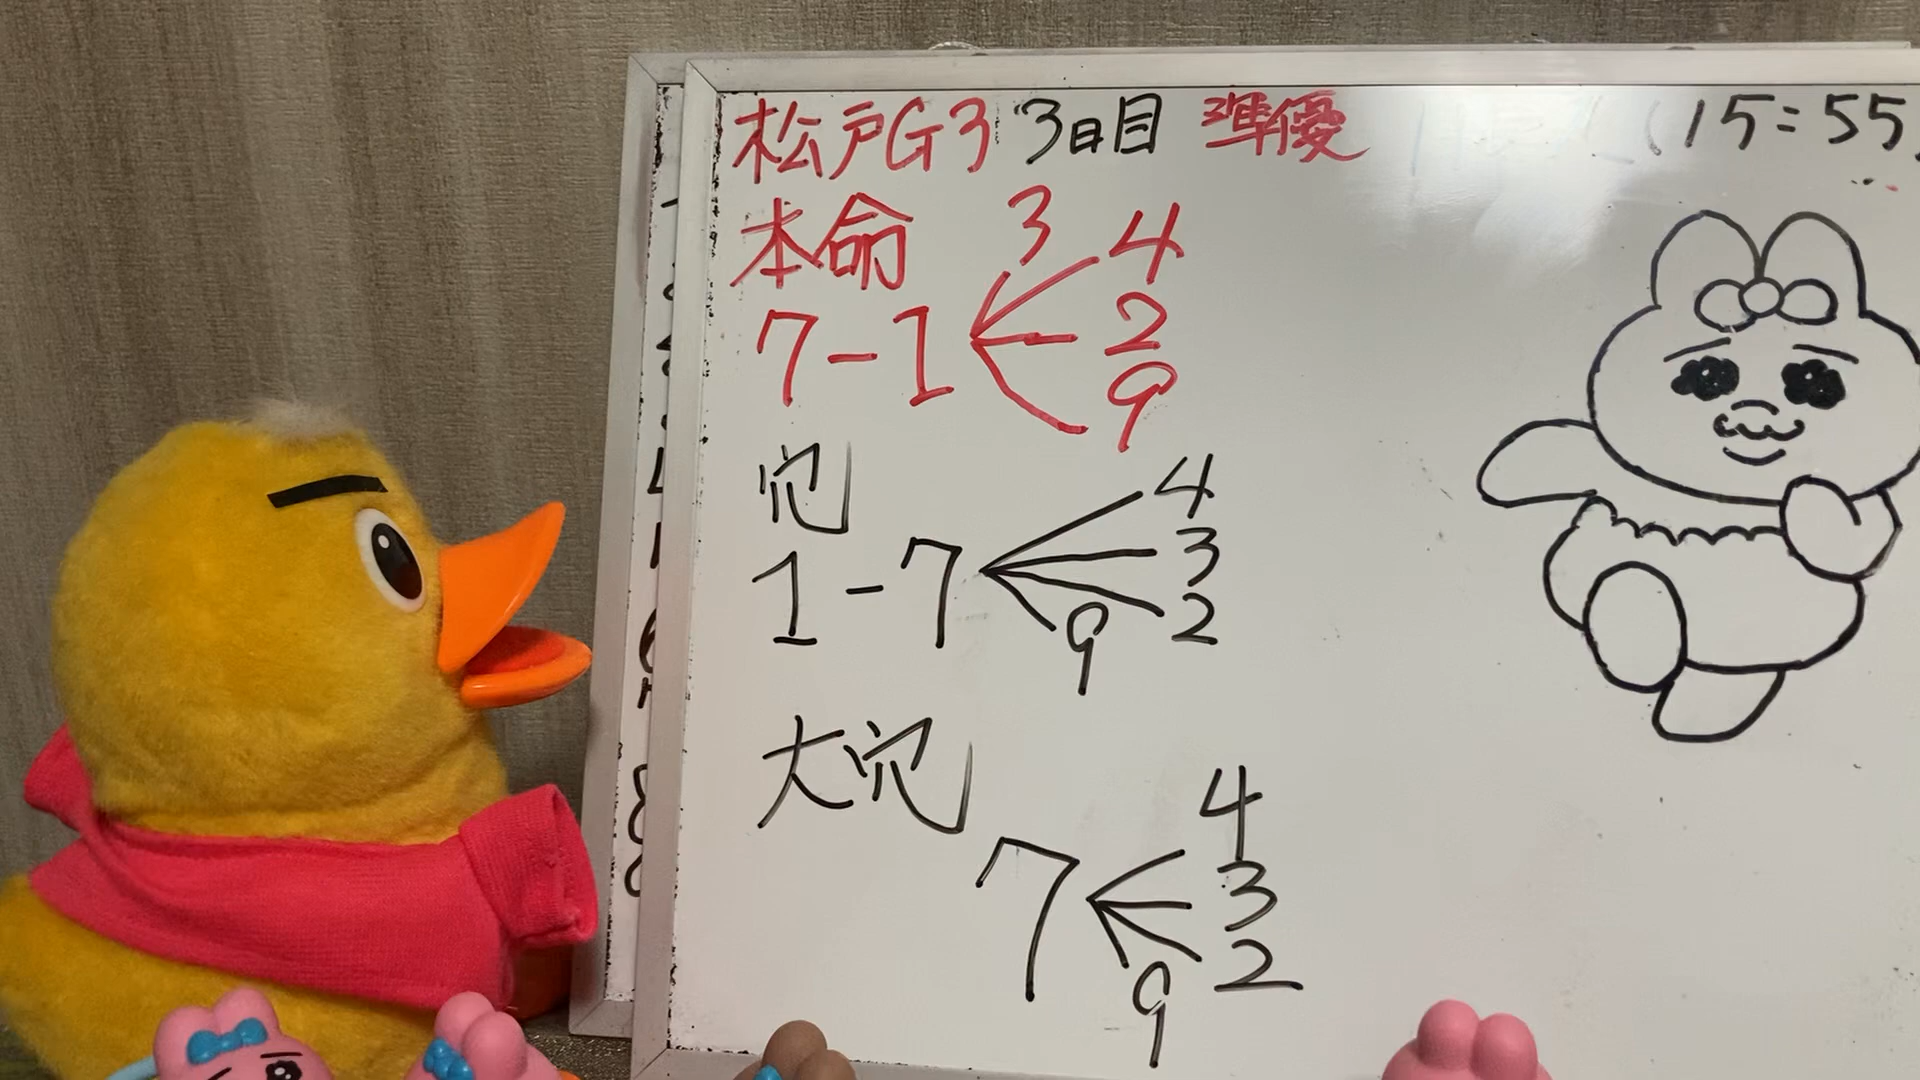 松戸G3 3日目 準優 (15:55)
本命
7-1 3 4 2 9
穴
1-7 4 3 2 9
大穴
7 4 3 2 9